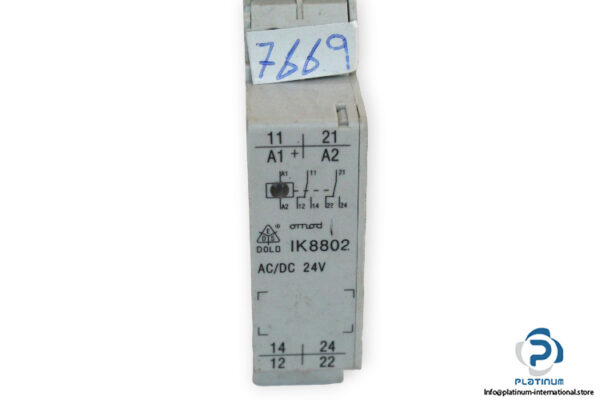 7669
11 21
A1 + A2
A1 11 21
A2 12 14 22 24
E
DTS ®
DOLD
IK8802
AC/DC 24V
14 24
12 22
P
PLATINUM
Info@platinum-international.store